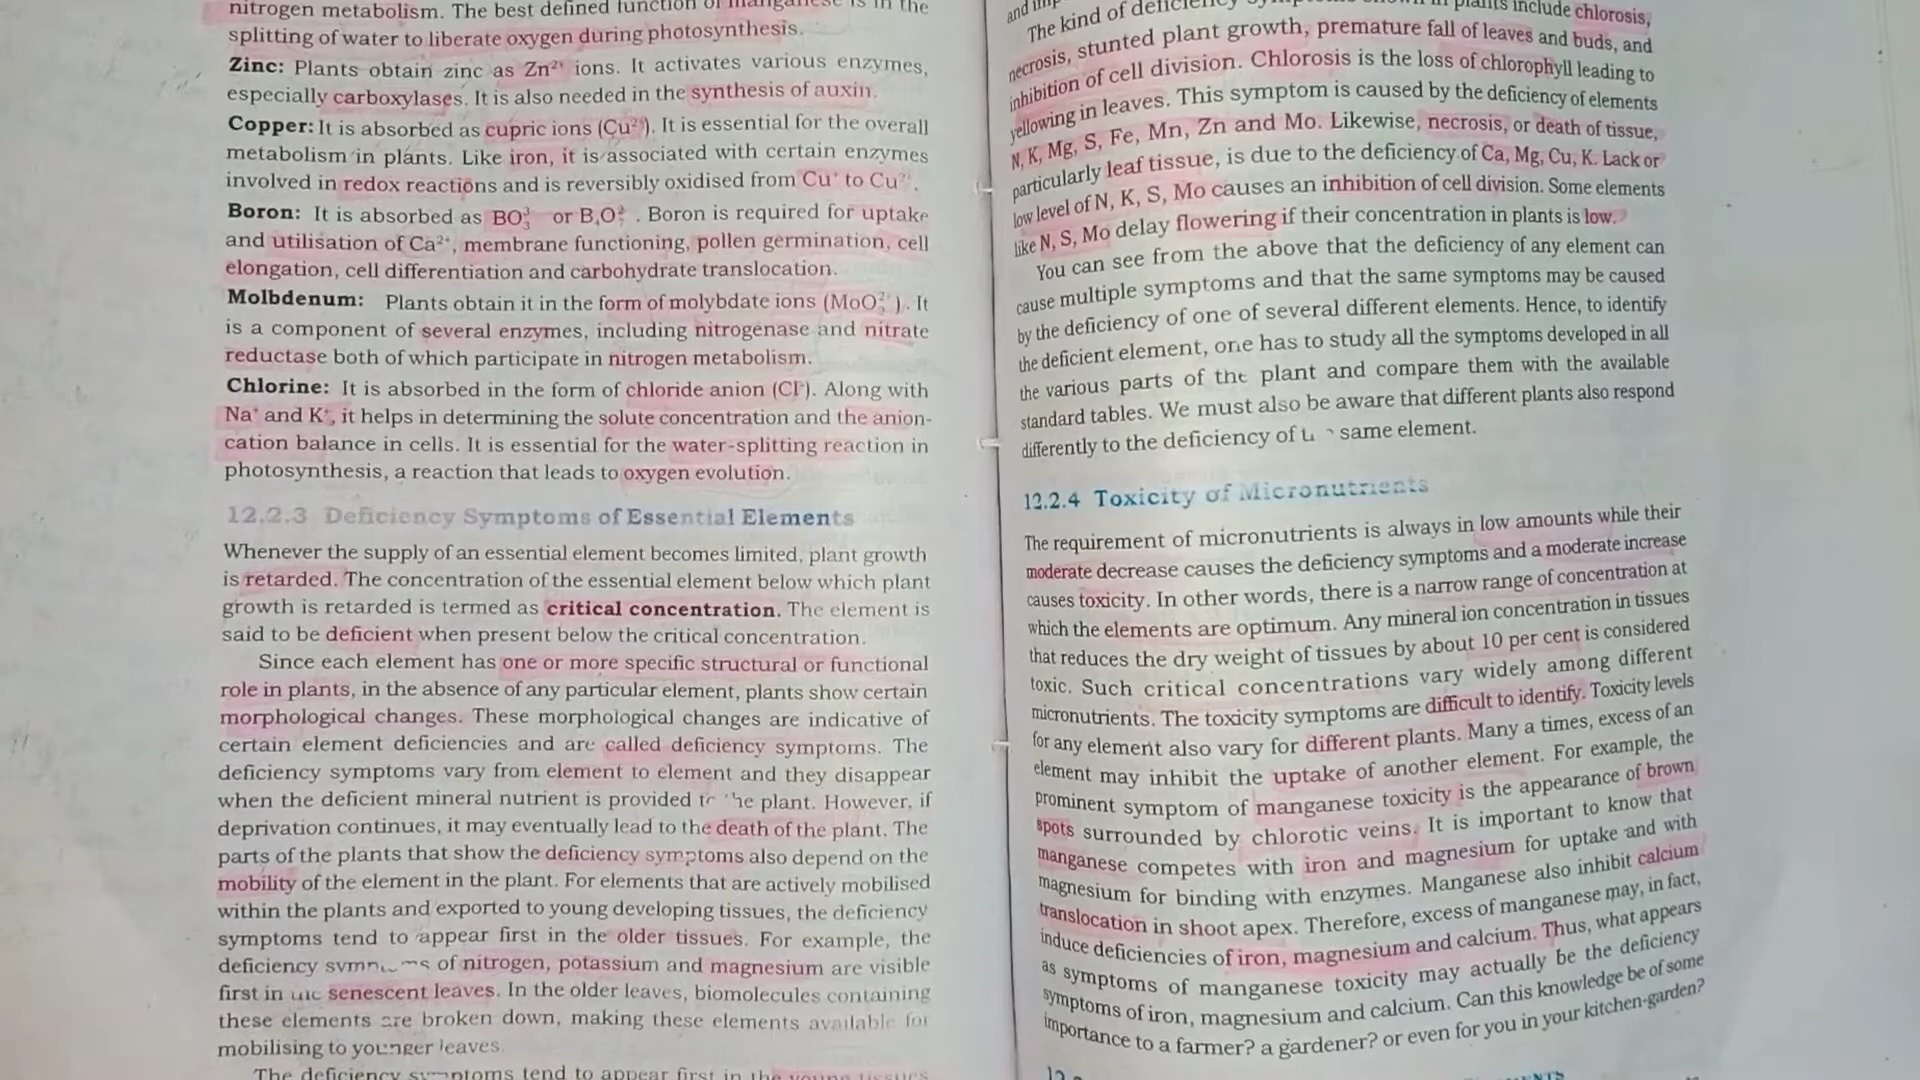 nitrogen metabolism. The best defined function of manganese is in the
splitting of water to liberate oxygen during photosynthesis.
Zinc: Plants obtain zinc as Zn²⁺ ions. It activates various enzymes,
especially carboxylases. It is also needed in the synthesis of auxin.
Copper: It is absorbed as cupric ions (Cu²⁺). It is essential for the overall
metabolism in plants. Like iron, it is associated with certain enzymes
involved in redox reactions and is reversibly oxidised from Cu⁺ to Cu²⁺.
Boron: It is absorbed as BO₃³⁻ or B₄O₇²⁻. Boron is required for uptake
and utilisation of Ca²⁺, membrane functioning, pollen germination, cell
elongation, cell differentiation and carbohydrate translocation.
Molbdenum: Plants obtain it in the form of molybdate ions (MoO₂²⁺). It
is a component of several enzymes, including nitrogenase and nitrate
reductase both of which participate in nitrogen metabolism.
Chlorine: It is absorbed in the form of chloride anion (Cl⁻). Along with
Na⁺ and K⁺, it helps in determining the solute concentration and the anion-
cation balance in cells. It is essential for the water-splitting reaction in
photosynthesis, a reaction that leads to oxygen evolution.
12.2.3 Deficiency Symptoms of Essential Elements
Whenever the supply of an essential element becomes limited, plant growth
is retarded. The concentration of the essential element below which plant
growth is retarded is termed as critical concentration. The element is
said to be deficient when present below the critical concentration.
Since each element has one or more specific structural or functional
role in plants, in the absence of any particular element, plants show certain
morphological changes. These morphological changes are indicative of
certain element deficiencies and are called deficiency symptoms. The
deficiency symptoms vary from element to element and they disappear
when the deficient mineral nutrient is provided to the plant. However, if
deprivation continues, it may eventually lead to the death of the plant. The
parts of the plants that show the deficiency symptoms also depend on the
mobility of the element in the plant. For elements that are actively mobilised
within the plants and exported to young developing tissues, the deficiency
symptoms tend to appear first in the older tissues. For example, the
deficiency symptoms of nitrogen, potassium and magnesium are visible
first in the senescent leaves. In the older leaves, biomolecules containing
these elements are broken down, making these elements available for
mobilising to younger leaves.
The deficiency symptoms tend to appear first in the young tissues
and
The kind of deficiency in plants include chlorosis,
necrosis, stunted plant growth, premature fall of leaves and buds, and
inhibition of cell division. Chlorosis is the loss of chlorophyll leading to
yellowing in leaves. This symptom is caused by the deficiency of elements
N, K, Mg, S, Fe, Mn, Zn and Mo. Likewise, necrosis, or death of tissue,
particularly leaf tissue, is due to the deficiency of Ca, Mg, Cu, K. Lack or
low level of N, K, S, Mo causes an inhibition of cell division. Some elements
like N, S, Mo delay flowering if their concentration in plants is low.
You can see from the above that the deficiency of any element can
cause multiple symptoms and that the same symptoms may be caused
by the deficiency of one of several different elements. Hence, to identify
the deficient element, one has to study all the symptoms developed in all
the various parts of the plant and compare them with the available
standard tables. We must also be aware that different plants also respond
differently to the deficiency of same element.
12.2.4 Toxicity of Micronutrients
The requirement of micronutrients is always in low amounts while their
moderate decrease causes the deficiency symptoms and a moderate increase
causes toxicity. In other words, there is a narrow range of concentration at
which the elements are optimum. Any mineral ion concentration in tissues
that reduces the dry weight of tissues by about 10 per cent is considered
toxic. Such critical concentrations vary widely among different
micronutrients. The toxicity symptoms are difficult to identify. Toxicity levels
for any element also vary for different plants. Many a times, excess of an
element may inhibit the uptake of another element. For example, the
prominent symptom of manganese toxicity is the appearance of brown
spots surrounded by chlorotic veins. It is important to know that
manganese competes with iron and magnesium for uptake and with
magnesium for binding with enzymes. Manganese also inhibit calcium
translocation in shoot apex. Therefore, excess of manganese may, in fact,
induce deficiencies of iron, magnesium and calcium. Thus, what appears
as symptoms of manganese toxicity may actually be the deficiency
symptoms of iron, magnesium and calcium. Can this knowledge be of some
importance to a farmer? a gardener? or even for you in your kitchen-garden?